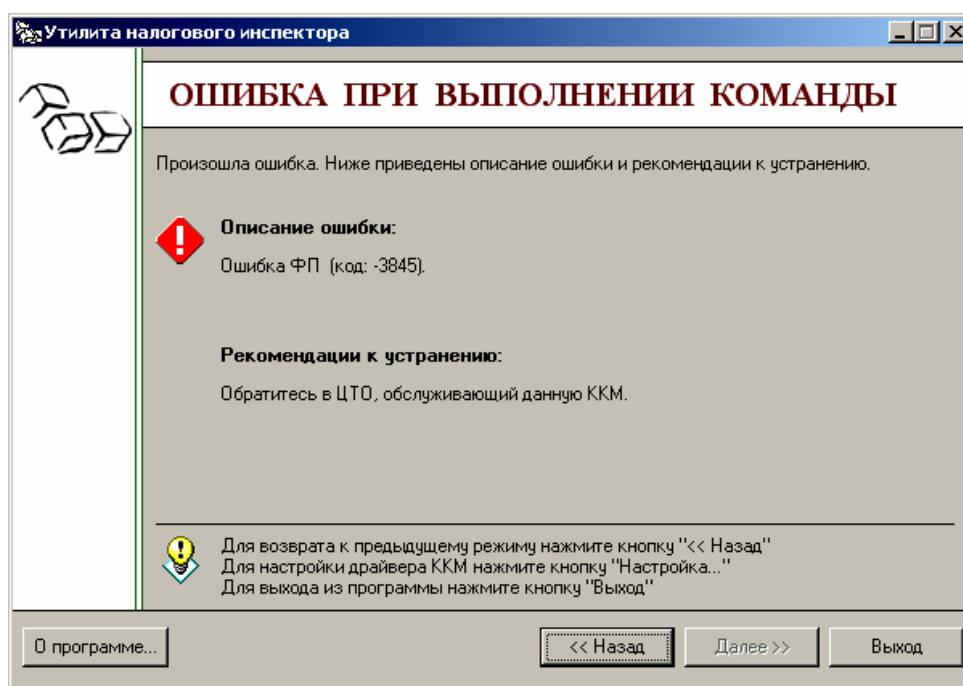 Утилита налогового инспектора
ОШИБКА ПРИ ВЫПОЛНЕНИИ КОМАНДЫ
Произошла ошибка. Ниже приведены описание ошибки и рекомендации к устранению.
Описание ошибки:
Ошибка ФП (код: -3845).
Рекомендации к устранению:
Обратитесь в ЦТО, обслуживающий данную ККМ.
Для возврата к предыдущему режиму нажмите кнопку "<< Назад"
Для настройки драйвера ККМ нажмите кнопку "Настройка..."
Для выхода из программы нажмите кнопку "Выход"
О программе... << Назад Далее >> Выход